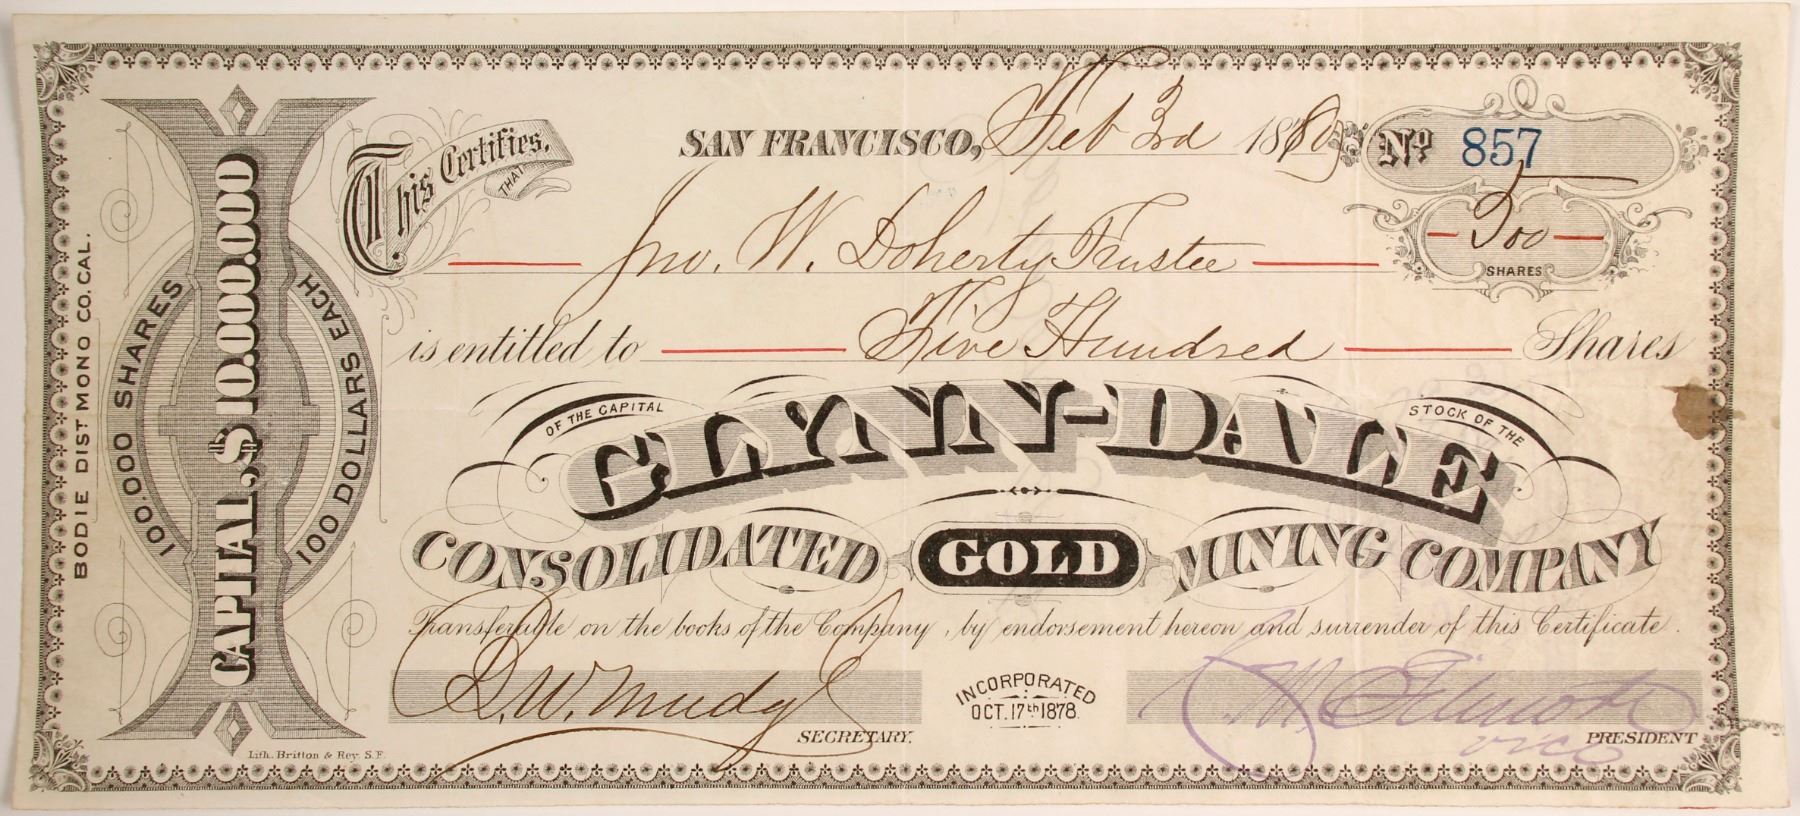 BODIE DIST MONO CO. CAL.
100.000 SHARES
CAPITAL, $10.000.000
100 DOLLARS EACH
This Certifies,
THAT
SAN FRANCISCO, Feb 3rd 1880
No 857
500
SHARES
Jno. W. Doherty Trustee
is entitled to Five Hundred Shares
OF THE CAPITAL STOCK OF THE
GLYNN-DALE
CONSOLIDATED GOLD MINING COMPANY
Transferable on the books of the Company, by endorsement hereon and surrender of this Certificate.
INCORPORATED
OCT. 17th 1878
SECRETARY.
vice PRESIDENT
Lith. Britton & Rey S.F.